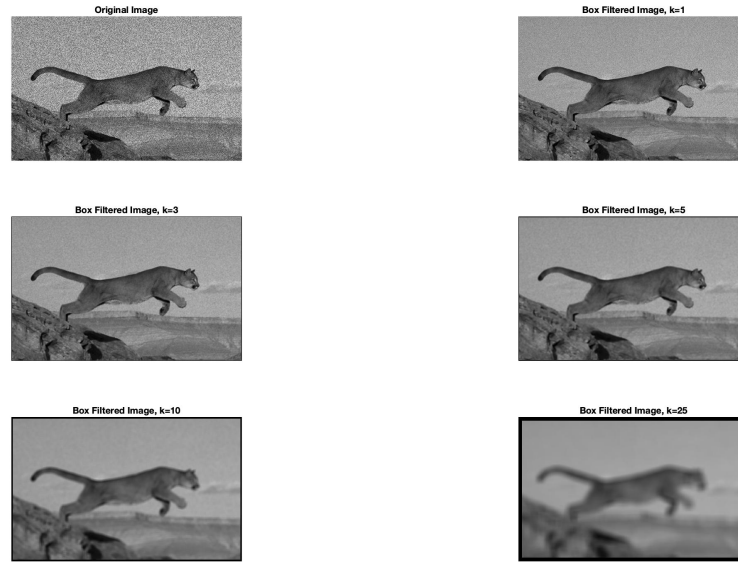 Original Image
Box Filtered Image, k=1
Box Filtered Image, k=3
Box Filtered Image, k=5
Box Filtered Image, k=10
Box Filtered Image, k=25